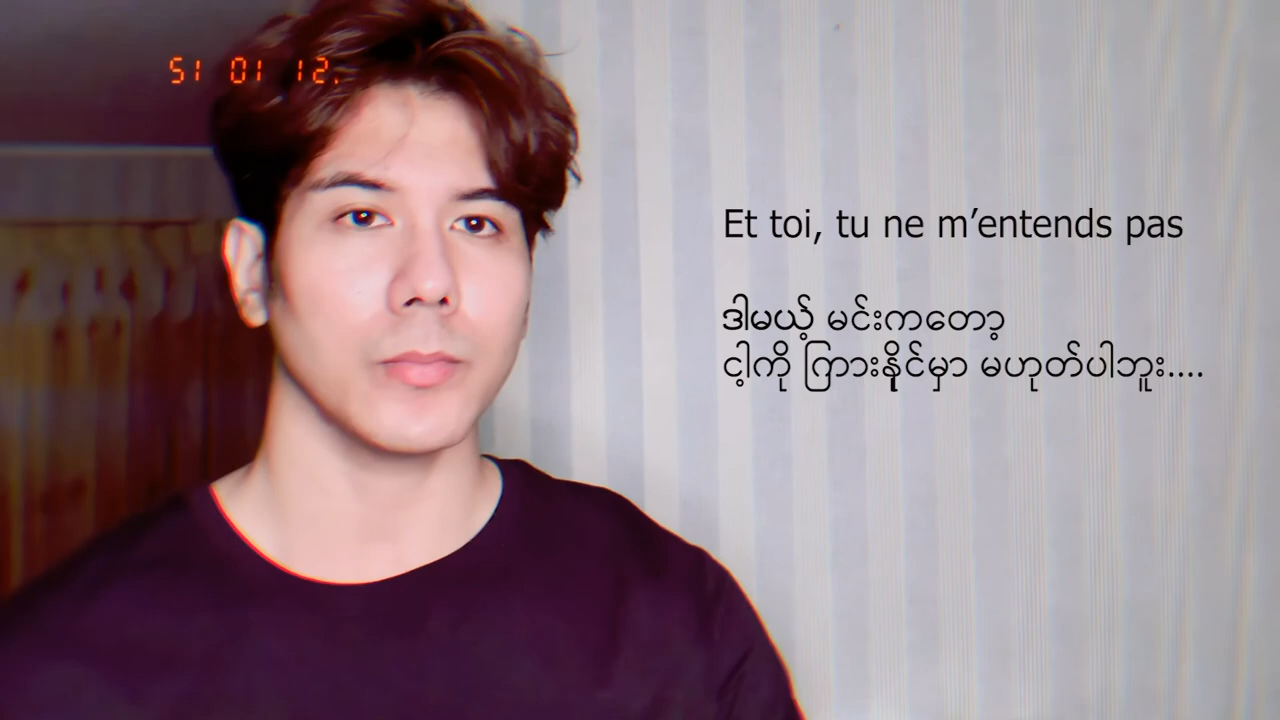 51 01 12.
Et toi, tu ne m’entends pas
ဒါမယ့် မင်းကတော့
ငါ့ကို ကြားနိုင်မှာ မဟုတ်ပါဘူး....